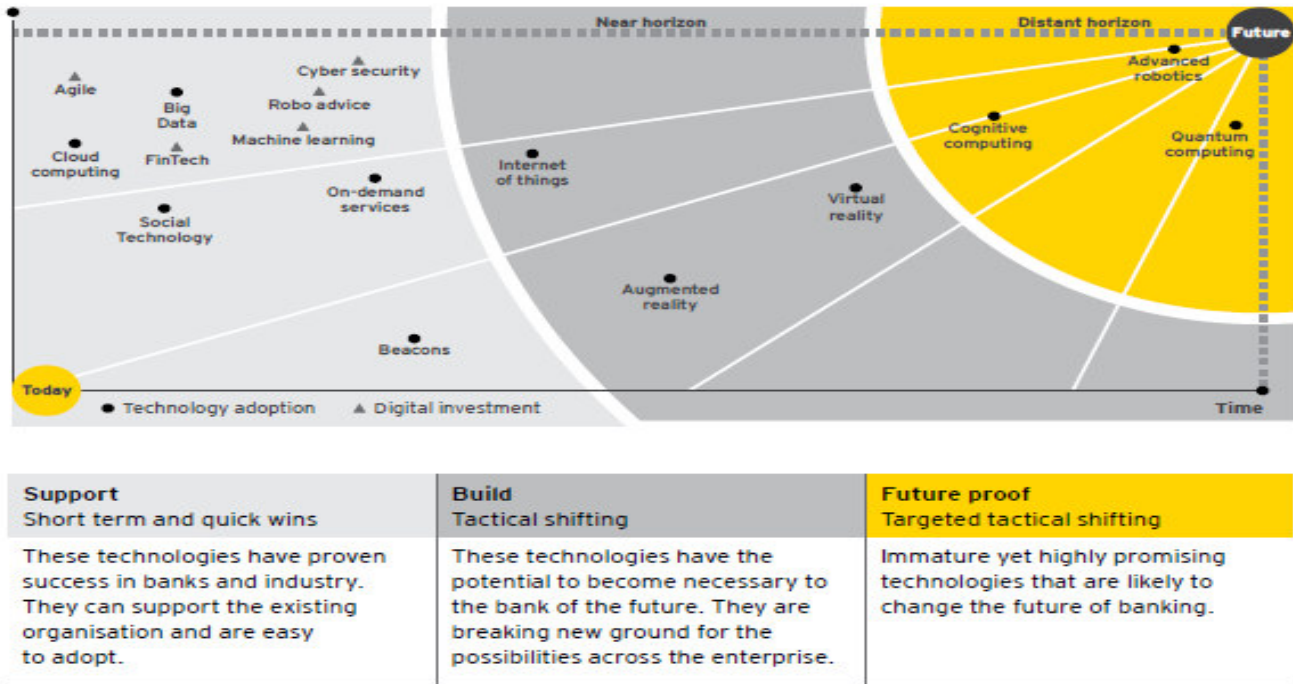 Near horizon
Distant horizon
Future
Agile
Big
Data
Cyber security
Robo advice
Machine learning
Cloud
computing
FinTech
Social
Technology
On-demand
services
Beacons
Internet
of things
Augmented
reality
Virtual
reality
Cognitive
computing
Advanced
robotics
Quantum
computing
Today
Technology adoption
Digital investment
Time
Support
Short term and quick wins
These technologies have proven
success in banks and industry.
They can support the existing
organisation and are easy
to adopt.
Build
Tactical shifting
These technologies have the
potential to become necessary to
the bank of the future. They are
breaking new ground for the
possibilities across the enterprise.
Future proof
Targeted tactical shifting
Immature yet highly promising
technologies that are likely to
change the future of banking.